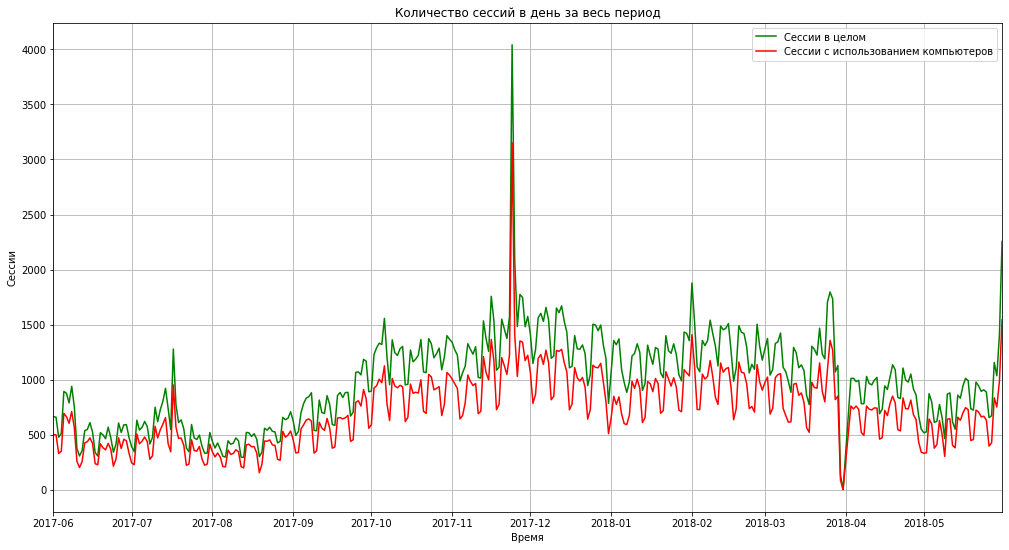 Количество сессий в день за весь период
Сессии в целом
Сессии с использованием компьютеров
4000
3500
3000
2500
2000
1500
1000
500
0
Сессии
2017-06 2017-07 2017-08 2017-09 2017-10 2017-11 2017-12 2018-01 2018-02 2018-03 2018-04 2018-05
Время